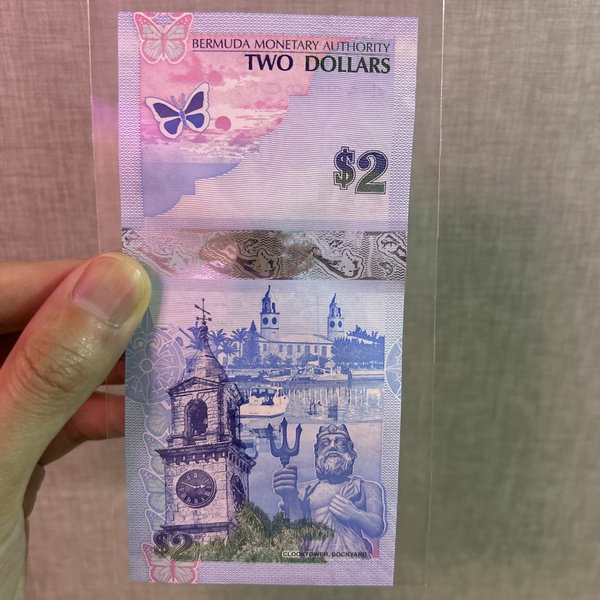 BERMUDA MONETARY AUTHORITY
TWO DOLLARS
$2
$2
CLOCKTOWER, DOCKYARD